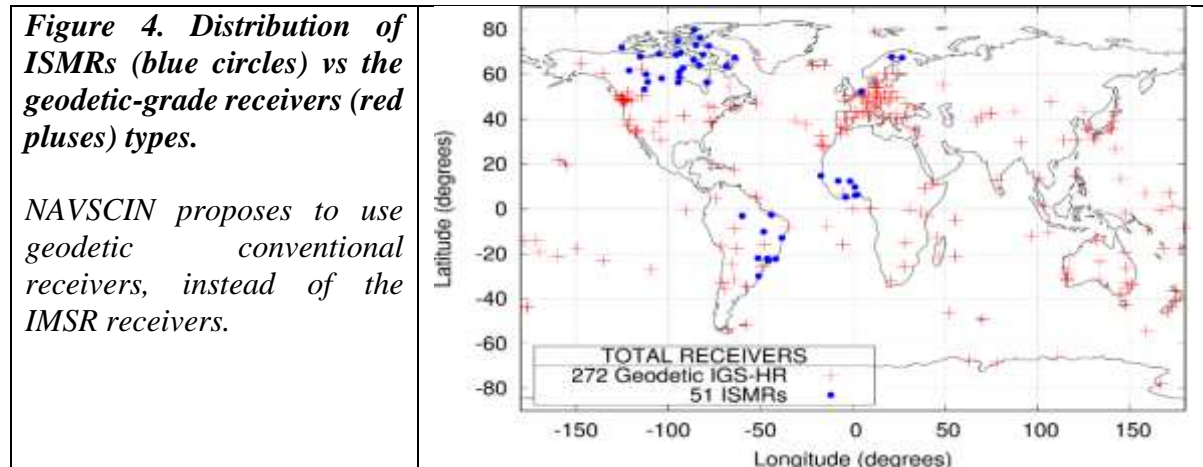 Figure 4. Distribution of
ISMRs (blue circles) vs the
geodetic-grade receivers (red
pluses) types.
NAVSCIN proposes to use
geodetic conventional
receivers, instead of the
IMSR receivers.
80
60
40
20
0
-20
-40
-60
-80
Latitude (degrees)
TOTAL RECEIVERS
272 Geodetic IGS-HR
51 ISMRs
-150 -100 -50 0 50 100 150
Longitude (degrees)